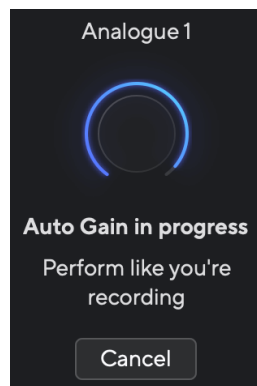 Analogue 1
Auto Gain in progress
Perform like you're
recording
Cancel